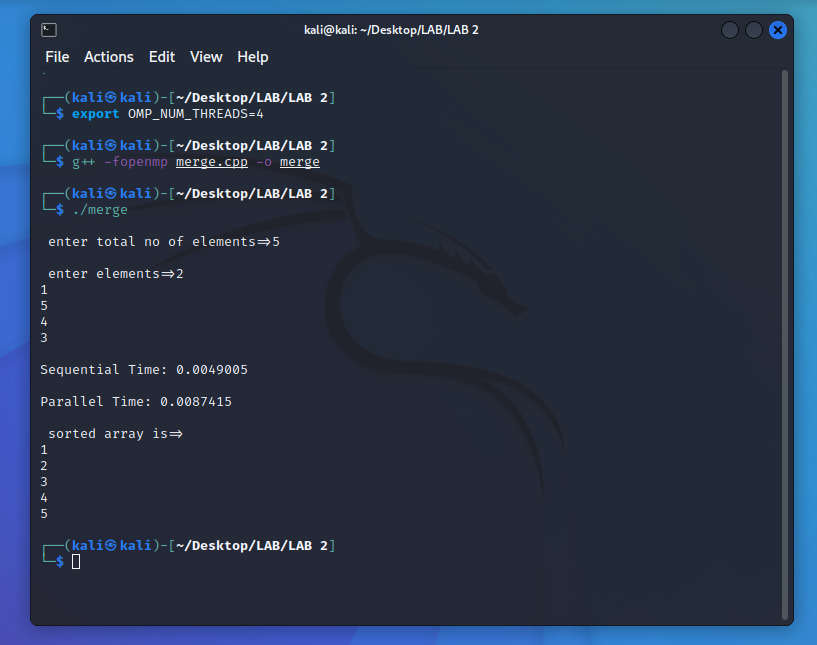 kali@kali: ~/Desktop/LAB/LAB 2
File Actions Edit View Help
┌──(kali㉿kali)-[~/Desktop/LAB/LAB 2]
└─$ export OMP_NUM_THREADS=4
┌──(kali㉿kali)-[~/Desktop/LAB/LAB 2]
└─$ g++ -fopenmp merge.cpp -o merge
┌──(kali㉿kali)-[~/Desktop/LAB/LAB 2]
└─$ ./merge
enter total no of elements=>5
enter elements=>2
1
5
4
3
Sequential Time: 0.0049005
Parallel Time: 0.0087415
sorted array is=>
1
2
3
4
5
┌──(kali㉿kali)-[~/Desktop/LAB/LAB 2]
└─$